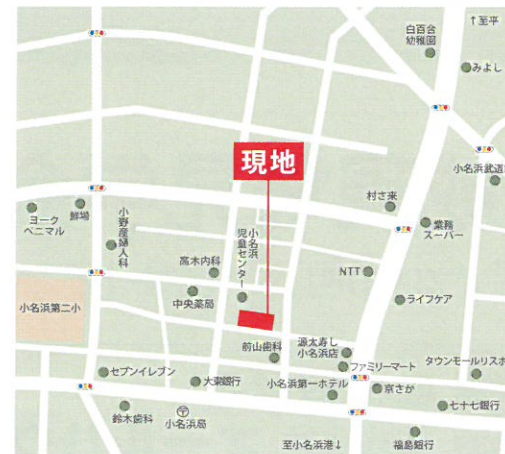 ↑至平
白百合
幼稚園
みよし
小名浜武道
現地
ヨーク
ベニマル
鮮場
小野産婦人科
小名浜
児童センター
村さ来
業務
スーパー
高木内科
NTT
中央薬局
ライフケア
小名浜第二小
前山歯科
源太寿し
小名浜店
ファミリーマート
タウンモールリスポ
セブンイレブン
大東銀行
小名浜第一ホテル
京さか
七十七銀行
鈴木歯科
小名浜局
至小名浜港↓
福島銀行